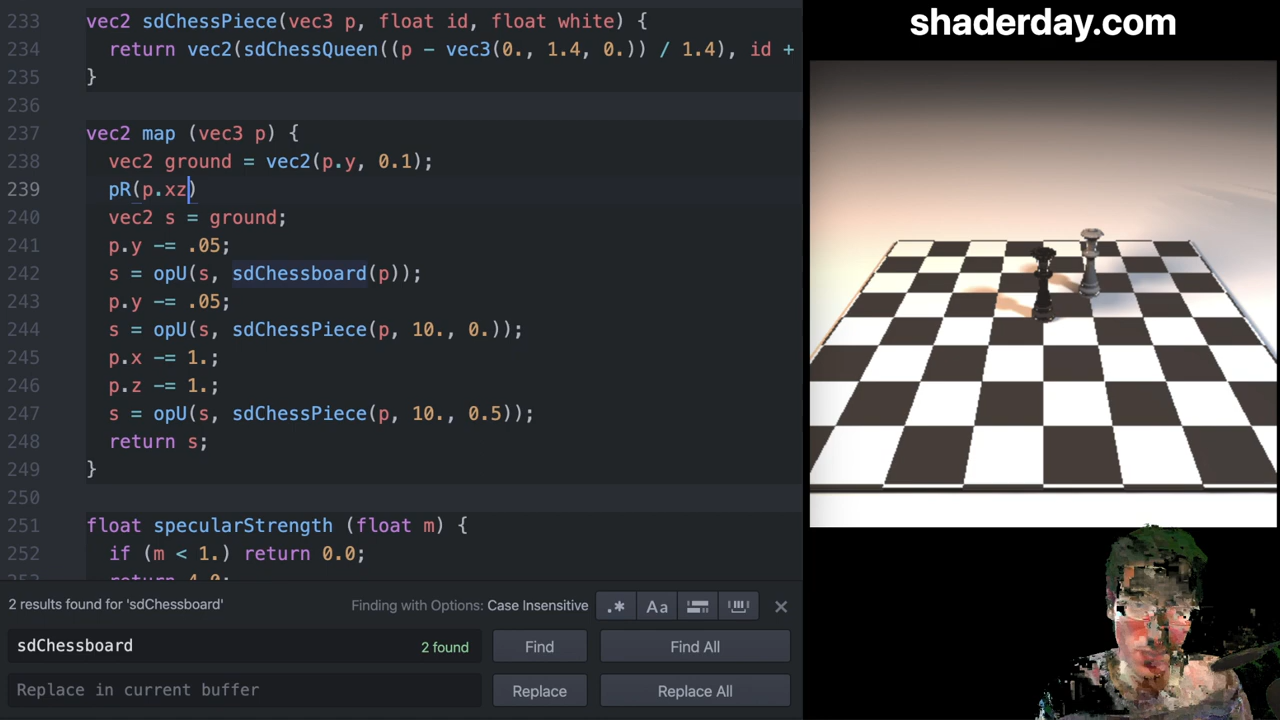 233 vec2 sdChessPiece(vec3 p, float id, float white) {
234 return vec2(sdChessQueen((p - vec3(0., 1.4, 0.)) / 1.4), id +
235 }
236
237 vec2 map (vec3 p) {
238 vec2 ground = vec2(p.y, 0.1);
239 pR(p.xz)
240 vec2 s = ground;
241 p.y -= .05;
242 s = opU(s, sdChessboard(p));
243 p.y -= .05;
244 s = opU(s, sdChessPiece(p, 10., 0.));
245 p.x -= 1.;
246 p.z -= 1.;
247 s = opU(s, sdChessPiece(p, 10., 0.5));
248 return s;
249 }
250
251 float specularStrength (float m) {
252 if (m < 1.) return 0.0;
253 return 4.0;
2 results found for 'sdChessboard'
Finding with Options: Case Insensitive
.* Aa
sdChessboard
2 found
Find
Find All
Replace in current buffer
Replace
Replace All
shaderday.com